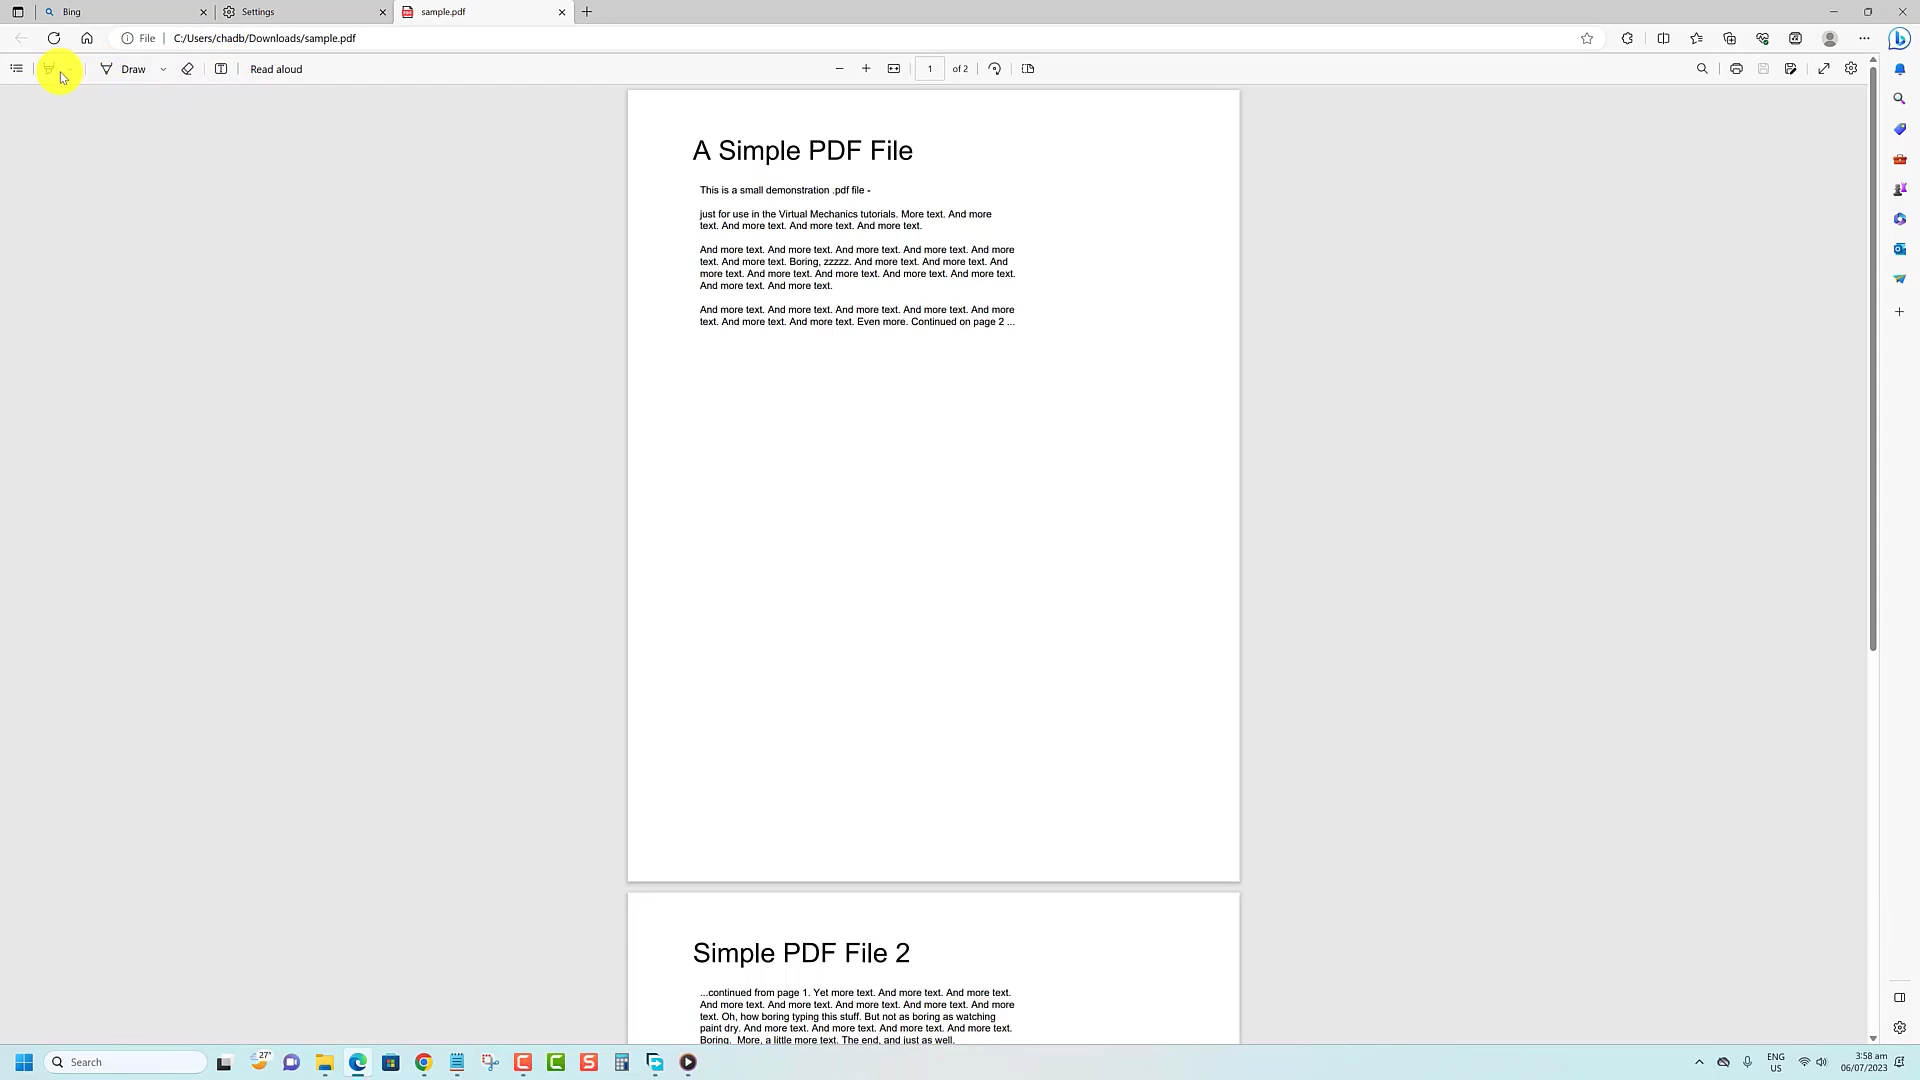 Bing
Settings
sample.pdf
File
C:/Users/chadb/Downloads/sample.pdf
Draw
Read aloud
1
of 2
A Simple PDF File
This is a small demonstration .pdf file -
just for use in the Virtual Mechanics tutorials. More text. And more
text. And more text. And more text. And more text.
And more text. And more text. And more text. And more text. And more
text. And more text. Boring, zzzzz. And more text. And more text. And
more text. And more text. And more text. And more text. And more text.
And more text. And more text.
And more text. And more text. And more text. And more text. And more
text. And more text. And more text. Even more. Continued on page 2 ...
Simple PDF File 2
...continued from page 1. Yet more text. And more text. And more text.
And more text. And more text. And more text. And more text. And more
text. Oh, how boring typing this stuff. But not as boring as watching
paint dry. And more text. And more text. And more text. And more text.
Boring. More, a little more text. The end, and just as well.
Search
27°
ENG
US
3:58 am
06/07/2023